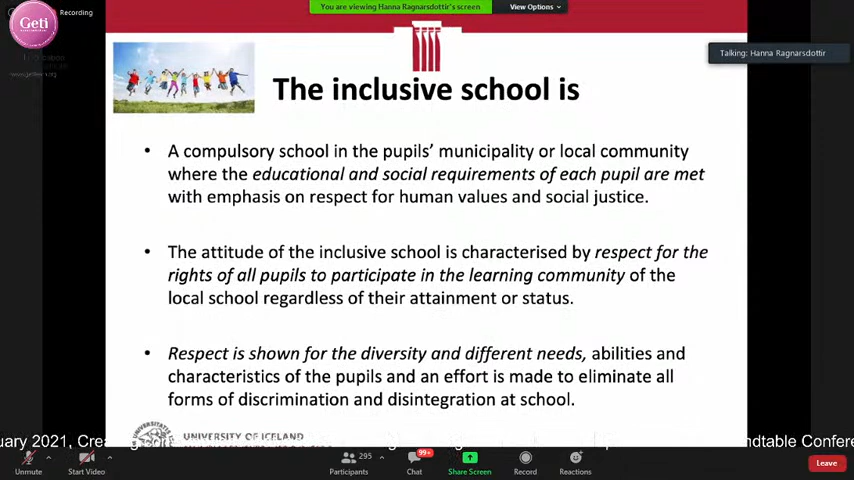 Geti
Recording
You are viewing Hanna Ragnarsdottir's screen
View Options
Talking: Hanna Ragnarsdottir
The inclusive school is
• A compulsory school in the pupils' municipality or local community
where the educational and social requirements of each pupil are met
with emphasis on respect for human values and social justice.
• The attitude of the inclusive school is characterised by respect for the
rights of all pupils to participate in the learning community of the
local school regardless of their attainment or status.
• Respect is shown for the diversity and different needs, abilities and
characteristics of the pupils and an effort is made to eliminate all
forms of discrimination and disintegration at school.
UNIVERSITY OF ICELAND
uary 2021, Crea
ndtable Confere
Unmute
Start Video
295
Participants
99+
Chat
Share Screen
Record
Reactions
Leave